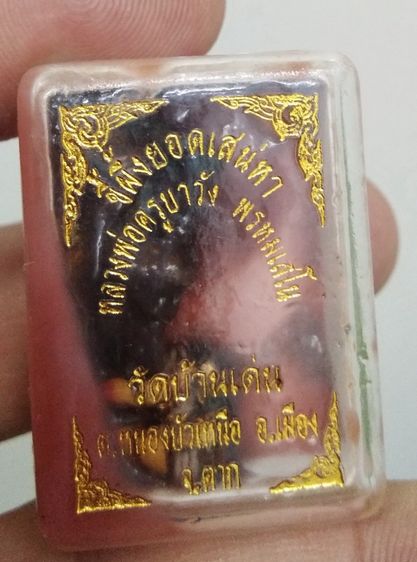 ขี้ผึ้งยอดเสน่หา
หลวงพ่อครูบาวัง พรหมเสโน
วัดบ้านเด่น
ต.หนองบัวเหนือ อ.เมือง
จ.ตาก